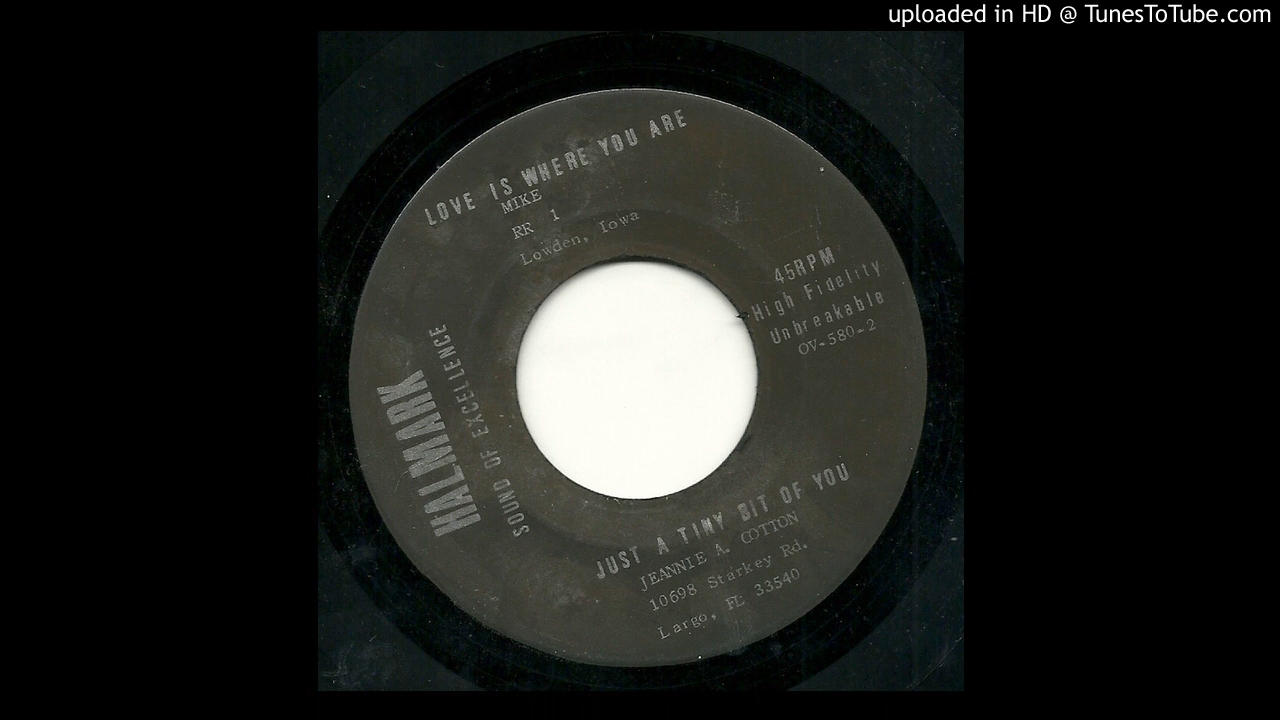 uploaded in HD @ TunesToTube.com
LOVE IS WHERE YOU ARE
MIKE
RR 1
Lowden, Iowa
45RPM
High Fidelity
Unbreakable
OV-580-2
HALMARK
SOUND OF EXCELLENCE
JUST A TINY BIT OF YOU
JEANNIE A. COTTON
10698 Starkey Rd.
Largo, FL 33540